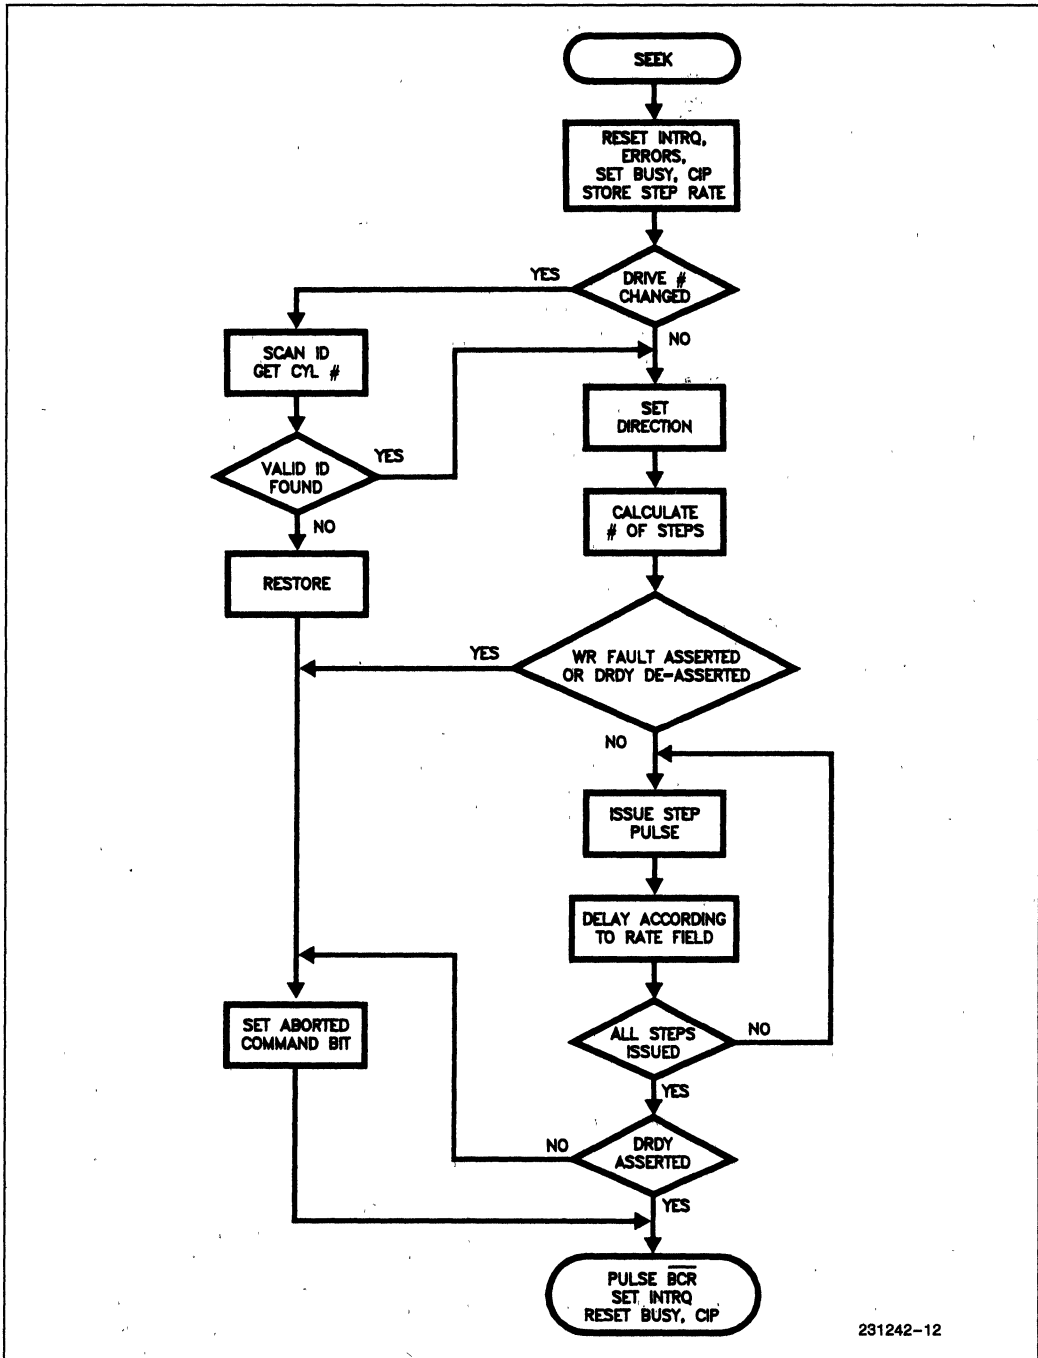 SEEK
RESET INTRQ,
ERRORS,
SET BUSY, CIP
STORE STEP RATE
YES
DRIVE #
CHANGED
NO
SCAN ID
GET CYL #
SET
DIRECTION
VALID ID
FOUND
YES
NO
CALCULATE
# OF STEPS
RESTORE
YES
WR FAULT ASSERTED
OR DRDY DE-ASSERTED
NO
ISSUE STEP
PULSE
DELAY ACCORDING
TO RATE FIELD
SET ABORTED
COMMAND BIT
ALL STEPS
ISSUED
NO
YES
NO
DRDY
ASSERTED
YES
PULSE B̅C̅R̅
SET INTRQ
RESET BUSY, CIP
231242-12